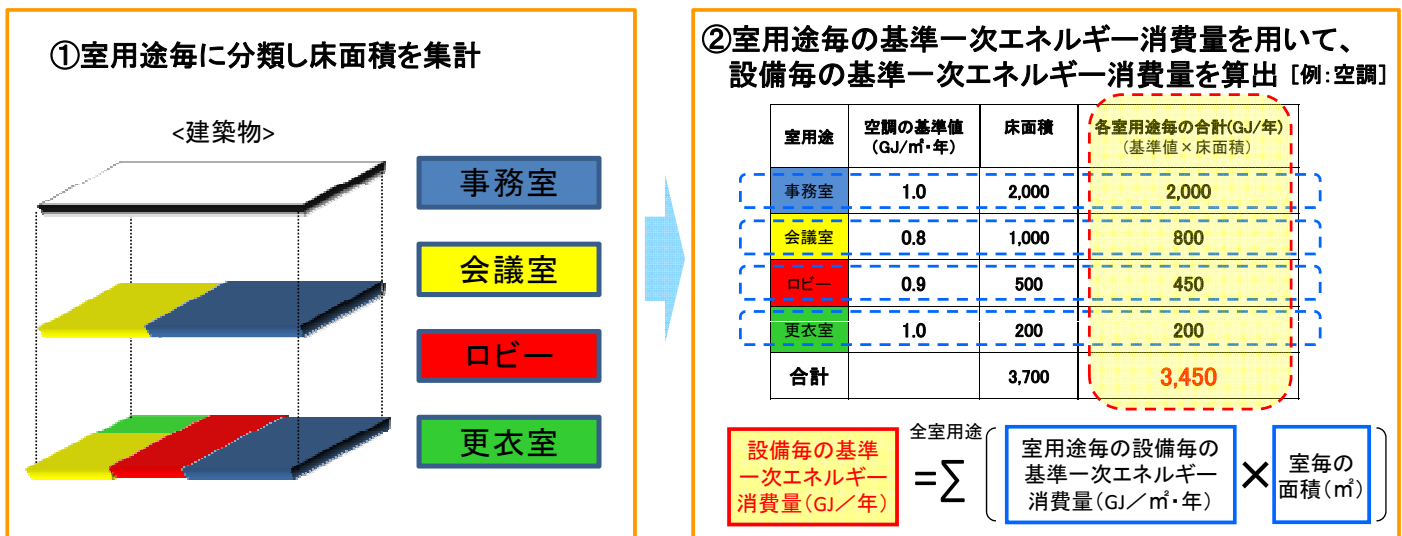 ①室用途毎に分類し床面積を集計
<建築物>
事務室
会議室
ロビー
更衣室
②室用途毎の基準一次エネルギー消費量を用いて、
設備毎の基準一次エネルギー消費量を算出 [例:空調]
室用途 空調の基準値 (GJ/㎡・年) 床面積 各室用途毎の合計(GJ/年) (基準値×床面積)
事務室 1.0 2,000 2,000
会議室 0.8 1,000 800
ロビー 0.9 500 450
更衣室 1.0 200 200
合計 3,700 3,450
設備毎の基準
一次エネルギー
消費量(GJ/年)
=Σ
全室用途
室用途毎の設備毎の
基準一次エネルギー
消費量(GJ/㎡・年)
×
室毎の
面積(㎡)